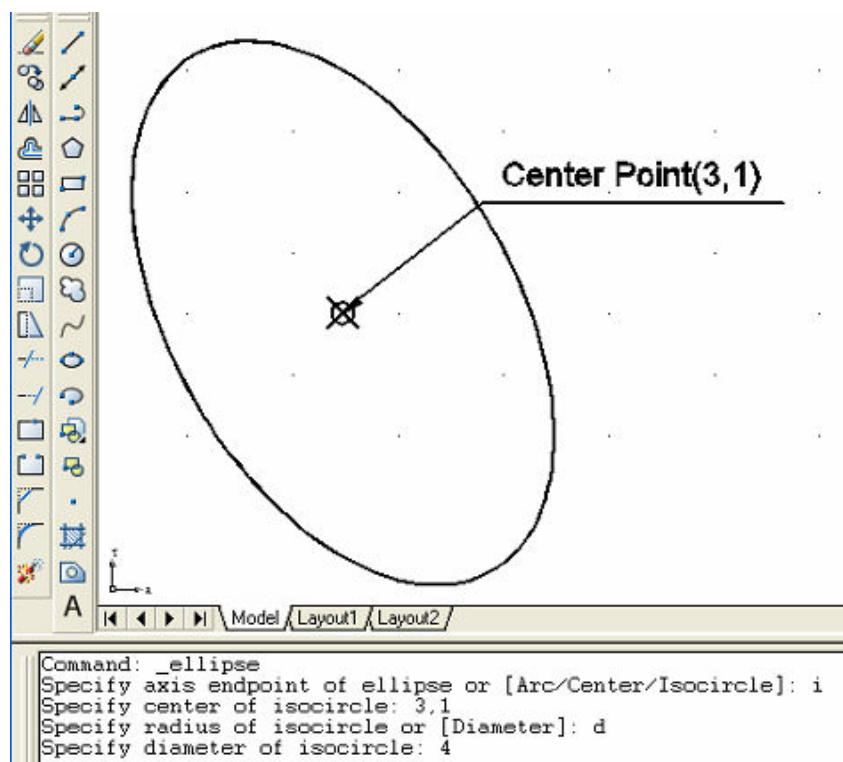 Center Point(3,1)
A
Model Layout1 Layout2
Command: _ellipse
Specify axis endpoint of ellipse or [Arc/Center/Isocircle]: i
Specify center of isocircle: 3,1
Specify radius of isocircle or [Diameter]: d
Specify diameter of isocircle: 4